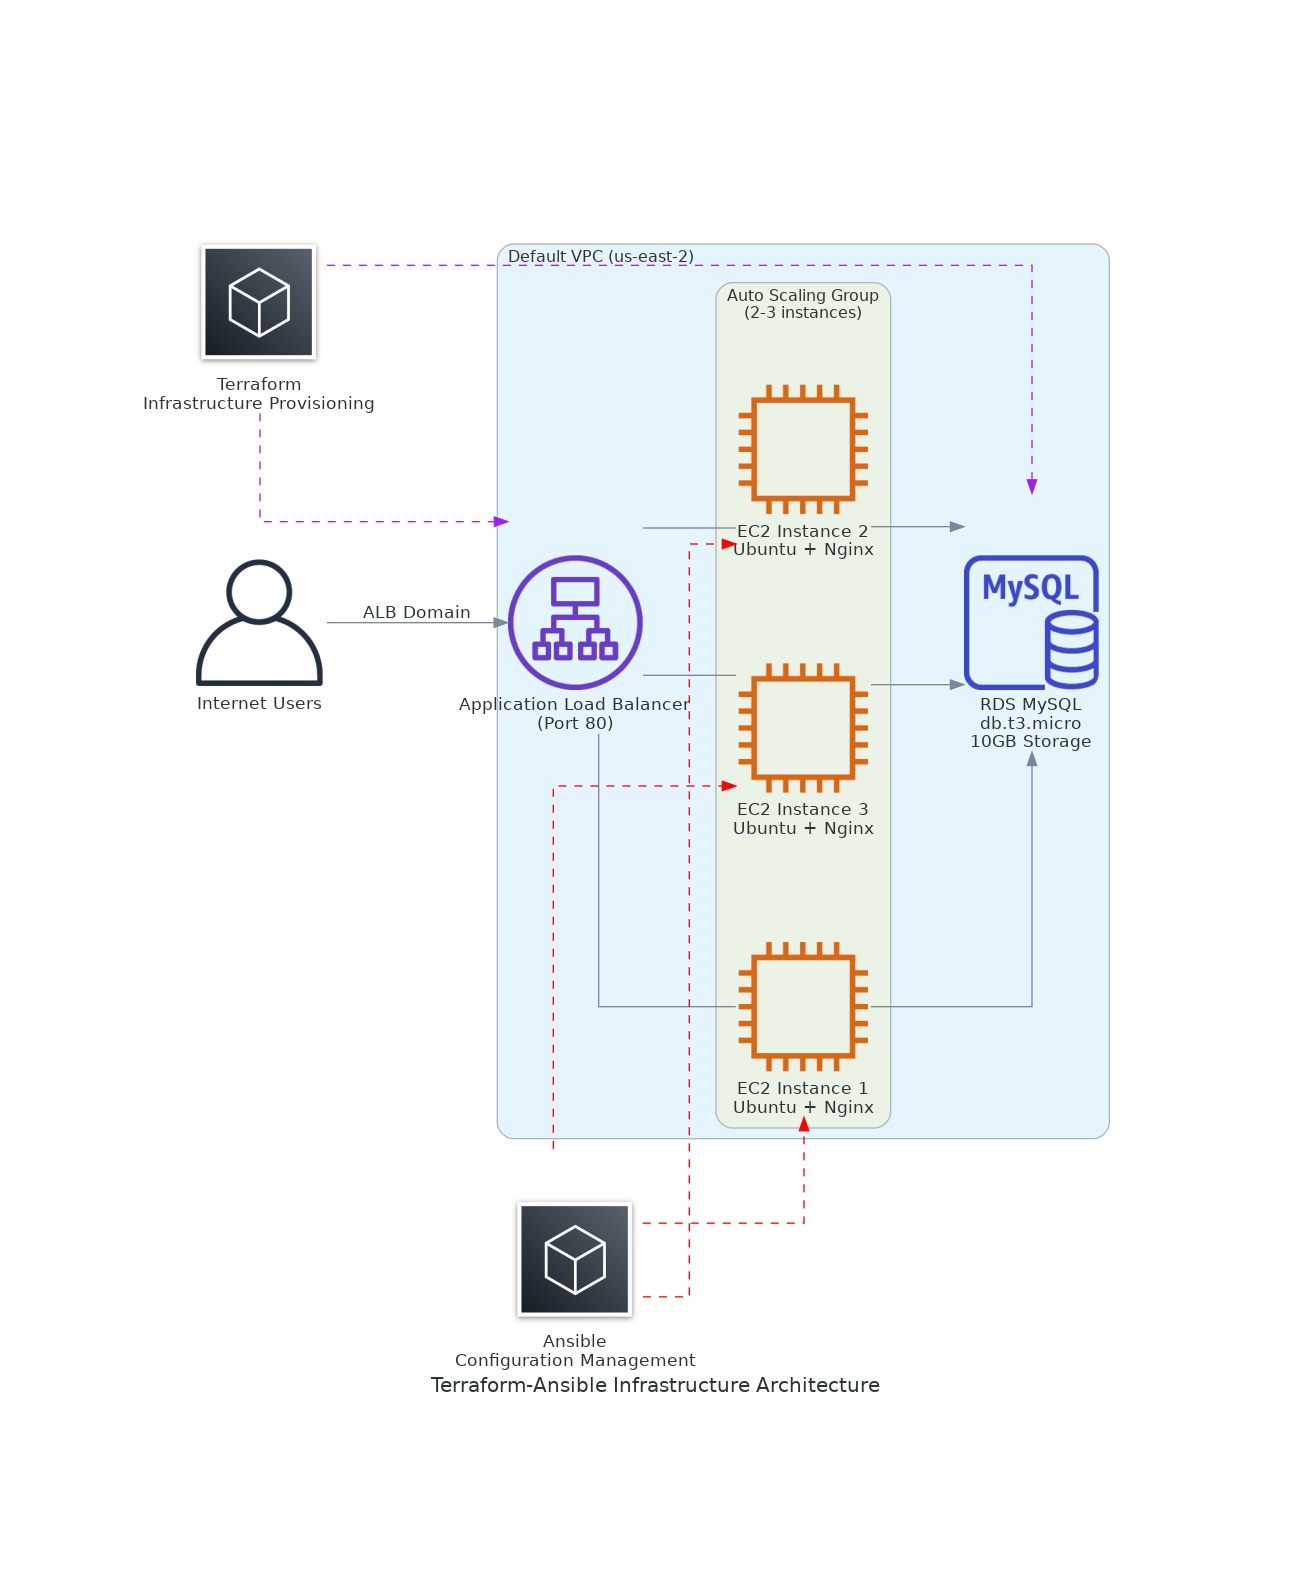 Default VPC (us-east-2)
Auto Scaling Group
(2-3 instances)
Terraform
Infrastructure Provisioning
EC2 Instance 2
Ubuntu + Nginx
ALB Domain
Internet Users
Application Load Balancer
(Port 80)
MySQL
RDS MySQL
db.t3.micro
10GB Storage
EC2 Instance 3
Ubuntu + Nginx
EC2 Instance 1
Ubuntu + Nginx
Ansible
Configuration Management
Terraform-Ansible Infrastructure Architecture